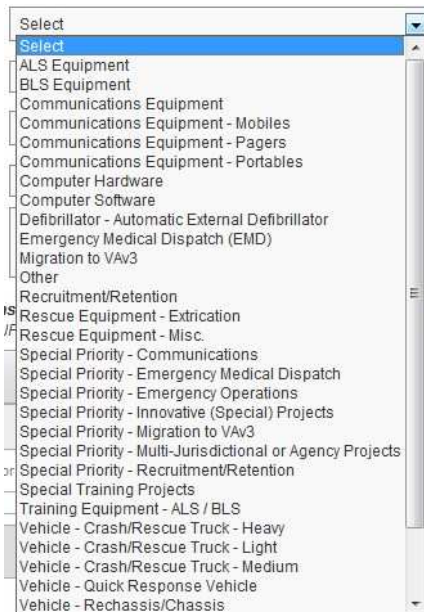 Select
Select
ALS Equipment
BLS Equipment
Communications Equipment
Communications Equipment - Mobiles
Communications Equipment - Pagers
Communications Equipment - Portables
Computer Hardware
Computer Software
Defibrillator - Automatic External Defibrillator
Emergency Medical Dispatch (EMD)
Migration to VAv3
Other
Recruitment/Retention
Rescue Equipment - Extrication
Rescue Equipment - Misc.
Special Priority - Communications
Special Priority - Emergency Medical Dispatch
Special Priority - Emergency Operations
Special Priority - Innovative (Special) Projects
Special Priority - Migration to VAv3
Special Priority - Multi-Jurisdictional or Agency Projects
Special Priority - Recruitment/Retention
Special Training Projects
Training Equipment - ALS / BLS
Vehicle - Crash/Rescue Truck - Heavy
Vehicle - Crash/Rescue Truck - Light
Vehicle - Crash/Rescue Truck - Medium
Vehicle - Quick Response Vehicle
Vehicle - Rechassis/Chassis